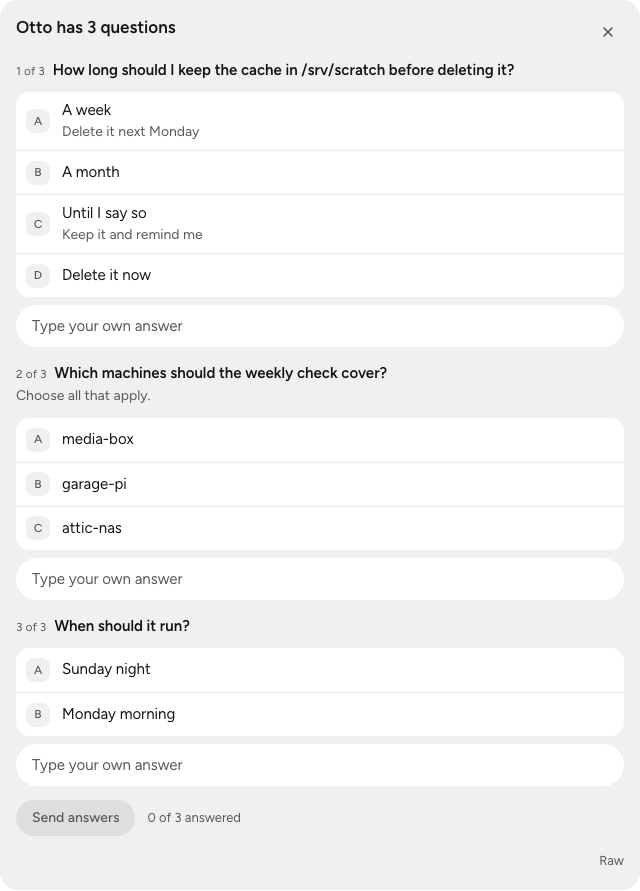 Otto has 3 questions
1 of 3 How long should I keep the cache in /srv/scratch before deleting it?
A A week
Delete it next Monday
B A month
C Until I say so
Keep it and remind me
D Delete it now
Type your own answer
2 of 3 Which machines should the weekly check cover?
Choose all that apply.
A media-box
B garage-pi
C attic-nas
Type your own answer
3 of 3 When should it run?
A Sunday night
B Monday morning
Type your own answer
Send answers 0 of 3 answered
Raw